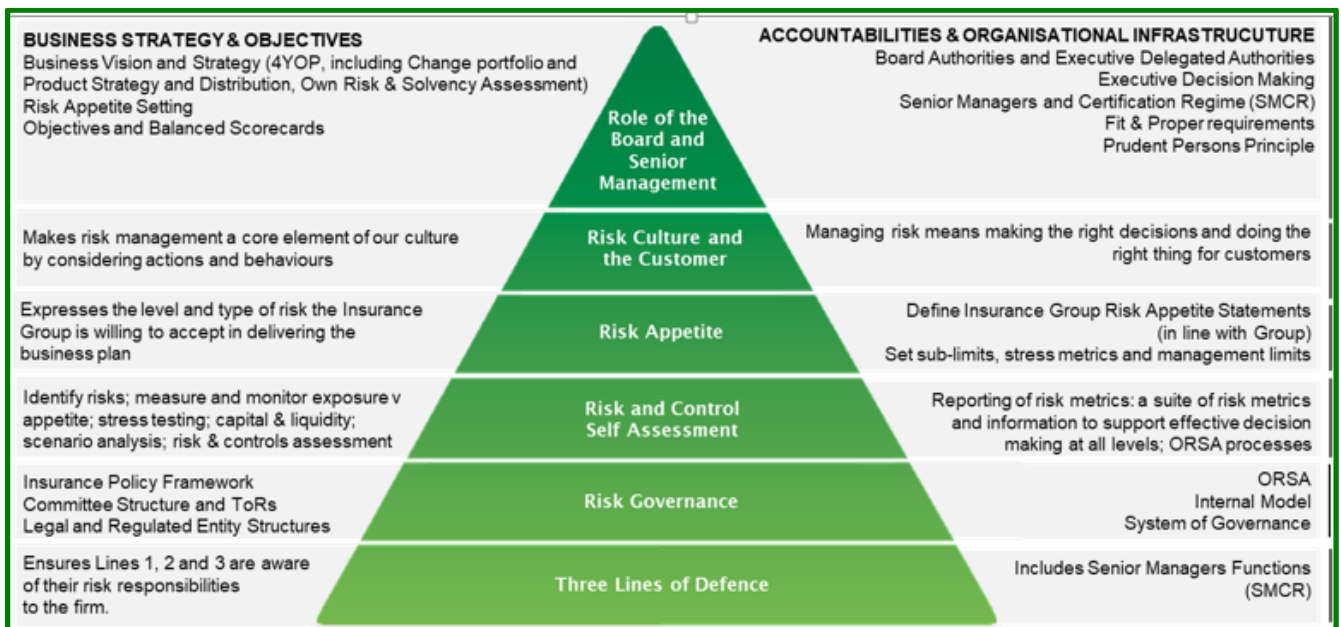 BUSINESS STRATEGY & OBJECTIVES
Business Vision and Strategy (4YOP, including Change portfolio and
Product Strategy and Distribution, Own Risk & Solvency Assessment)
Risk Appetite Setting
Objectives and Balanced Scorecards
Role of the
Board and
Senior
Management
ACCOUNTABILITIES & ORGANISATIONAL INFRASTRUCUTURE
Board Authorities and Executive Delegated Authorities
Executive Decision Making
Senior Managers and Certification Regime (SMCR)
Fit & Proper requirements
Prudent Persons Principle
Makes risk management a core element of our culture
by considering actions and behaviours
Risk Culture and
the Customer
Managing risk means making the right decisions and doing the
right thing for customers
Expresses the level and type of risk the Insurance
Group is willing to accept in delivering the
business plan
Risk Appetite
Define Insurance Group Risk Appetite Statements
(in line with Group)
Set sub-limits, stress metrics and management limits
Identify risks; measure and monitor exposure v
appetite; stress testing; capital & liquidity;
scenario analysis; risk & controls assessment
Risk and Control
Self Assessment
Reporting of risk metrics: a suite of risk metrics
and information to support effective decision
making at all levels; ORSA processes
Insurance Policy Framework
Committee Structure and ToRs
Legal and Regulated Entity Structures
Risk Governance
ORSA
Internal Model
System of Governance
Ensures Lines 1, 2 and 3 are aware
of their risk responsibilities
to the firm.
Three Lines of Defence
Includes Senior Managers Functions
(SMCR)